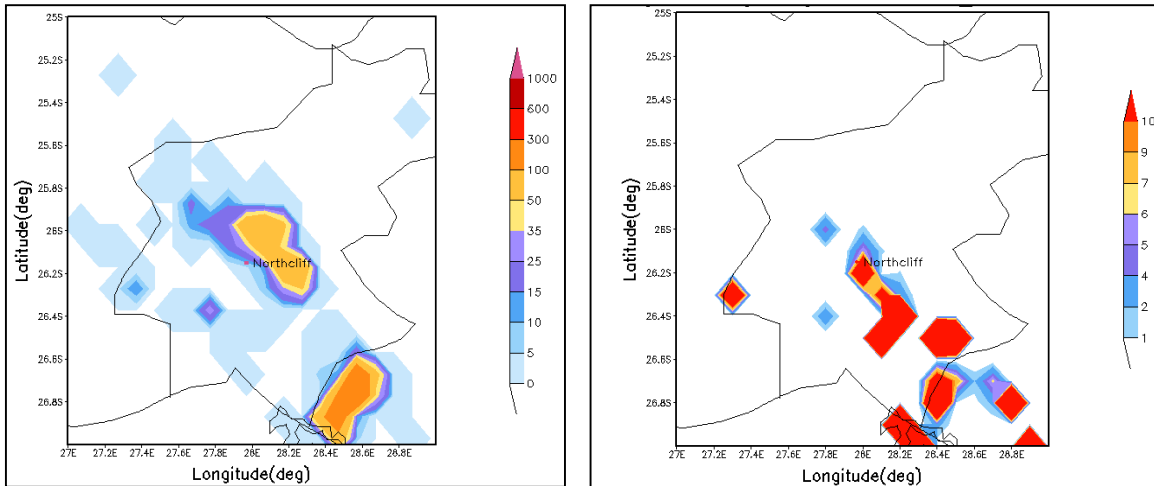 25S
25.2S
25.4S
25.6S
25.8S
26S
26.2S
26.4S
26.6S
26.8S
27E
27.2E
27.4E
27.6E
27.8E
28E
28.2E
28.4E
28.6E
28.8E
Latitude(deg)
Longitude(deg)
Northcliff
1000
600
300
100
50
35
25
15
10
5
0
25S
25.2S
25.4S
25.6S
25.8S
26S
26.2S
26.4S
26.6S
26.8S
27E
27.2E
27.4E
27.6E
27.8E
28E
28.2E
28.4E
28.6E
28.8E
Latitude(deg)
Longitude(deg)
Northcliff
10
9
7
6
5
4
2
1